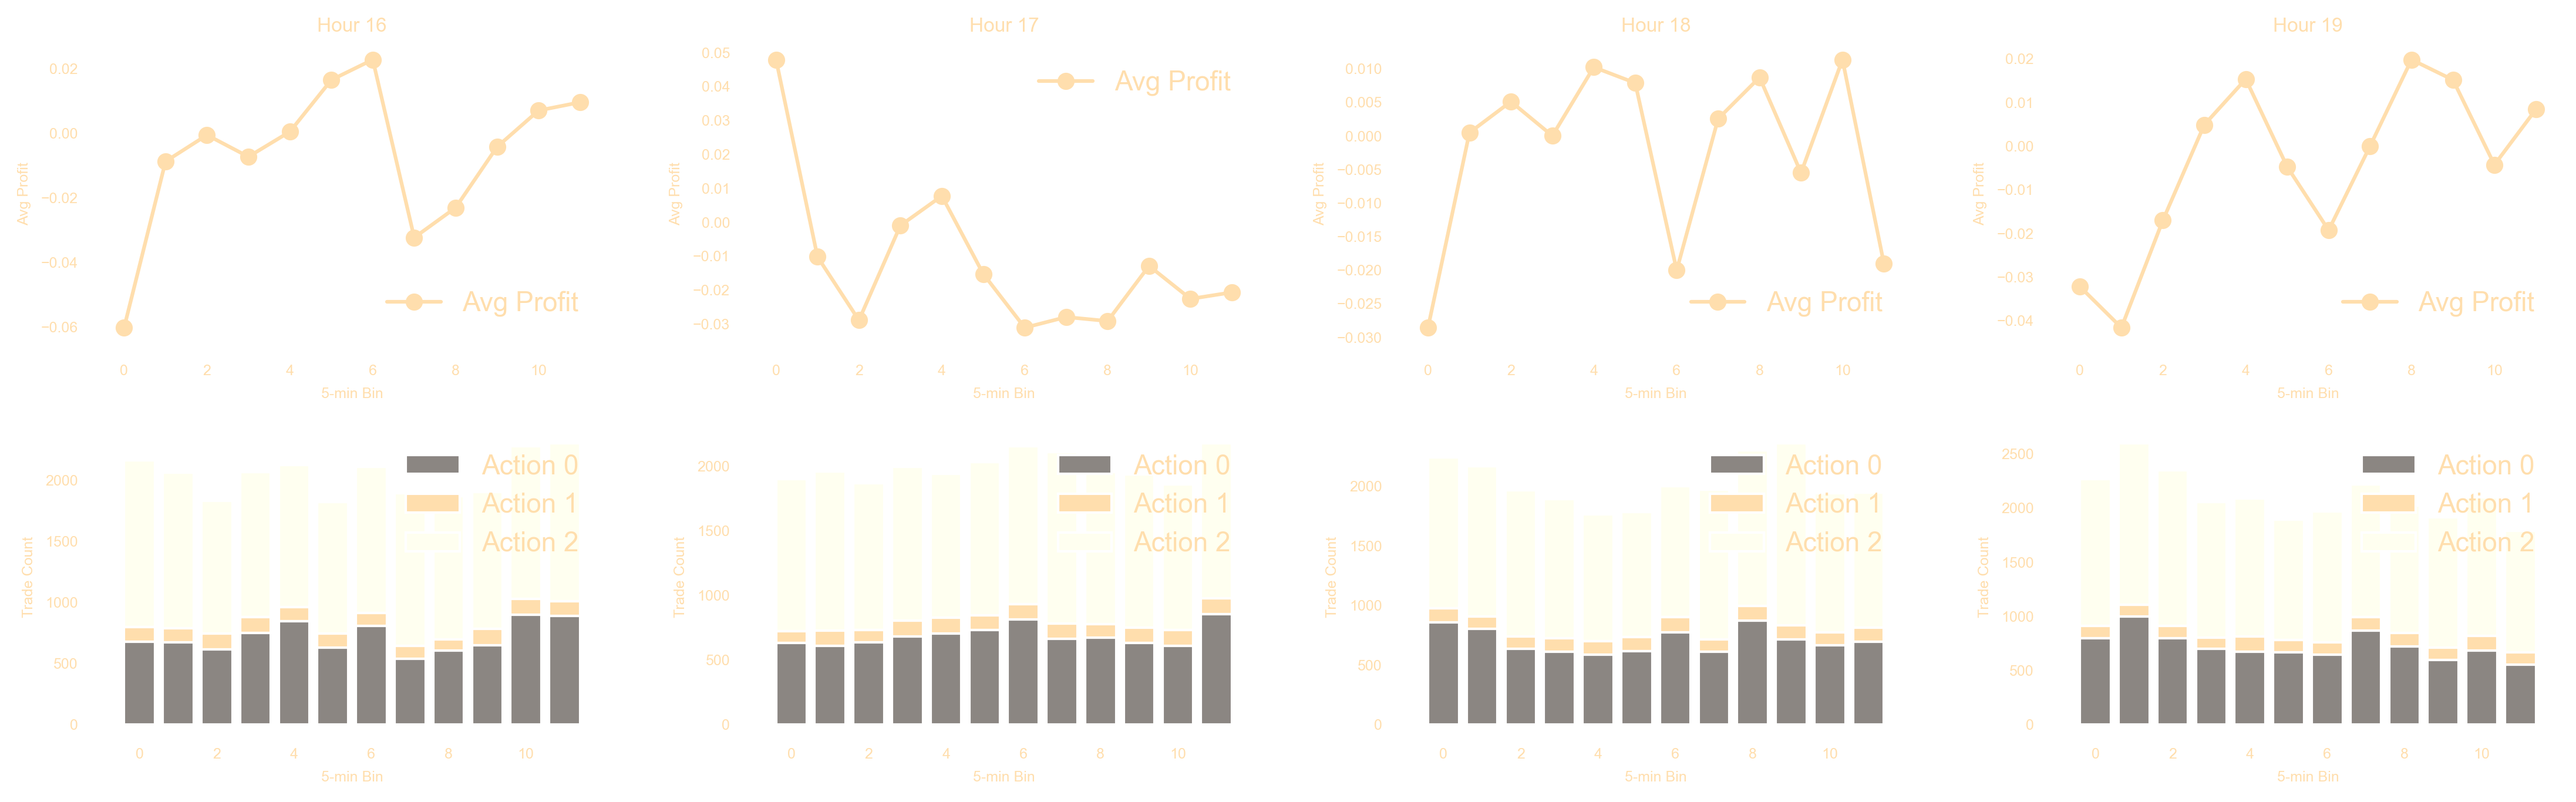 Hour 16
0.02
0.00
−0.02
−0.04
−0.06
Avg Profit
Avg Profit
0 2 4 6 8 10
5-min Bin
Hour 17
0.05
0.04
0.03
0.02
0.01
0.00
−0.01
−0.02
−0.03
Avg Profit
Avg Profit
0 2 4 6 8 10
5-min Bin
Hour 18
0.010
0.005
0.000
−0.005
−0.010
−0.015
−0.020
−0.025
−0.030
Avg Profit
Avg Profit
0 2 4 6 8 10
5-min Bin
Hour 19
0.02
0.01
0.00
−0.01
−0.02
−0.03
−0.04
Avg Profit
Avg Profit
0 2 4 6 8 10
5-min Bin
2000
1500
1000
500
0
Trade Count
Action 0
Action 1
Action 2
0 2 4 6 8 10
5-min Bin
2000
1500
1000
500
0
Trade Count
Action 0
Action 1
Action 2
0 2 4 6 8 10
5-min Bin
2000
1500
1000
500
0
Trade Count
Action 0
Action 1
Action 2
0 2 4 6 8 10
5-min Bin
2500
2000
1500
1000
500
0
Trade Count
Action 0
Action 1
Action 2
0 2 4 6 8 10
5-min Bin